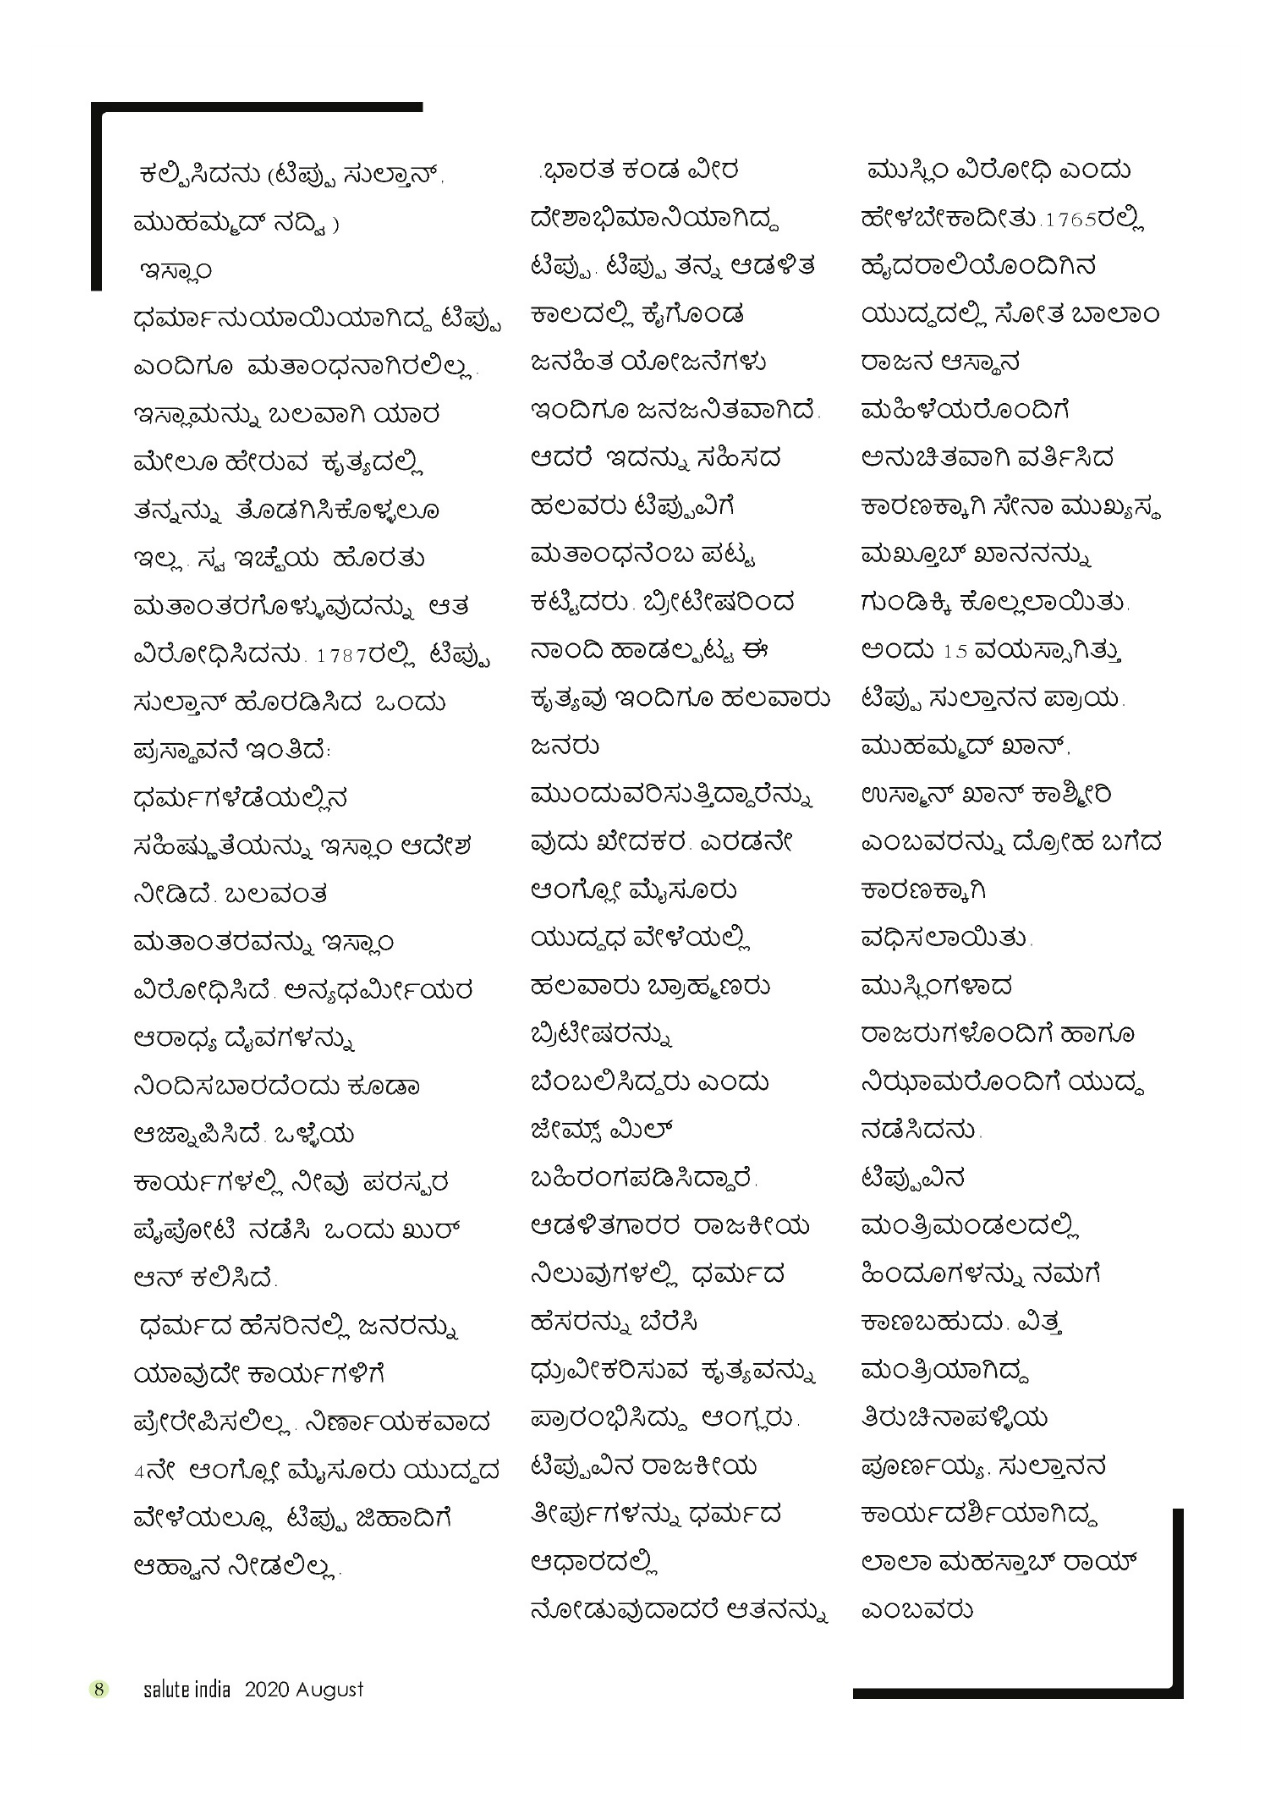 ಕಲ್ಪಿಸಿದನು (ಟಿಪ್ಪು ಸುಲ್ತಾನ್,
ಮುಹಮ್ಮದ್ ನದ್ವಿ )
ಇಸ್ಲಾಂ
ಧರ್ಮಾನುಯಾಯಿಯಾಗಿದ್ದ ಟಿಪ್ಪು
ಎಂದಿಗೂ ಮತಾಂಧನಾಗಿರಲಿಲ್ಲ.
ಇಸ್ಲಾಮನ್ನು ಬಲವಾಗಿ ಯಾರ
ಮೇಲೂ ಹೇರುವ ಕೃತ್ಯದಲ್ಲಿ
ತನ್ನನ್ನು ತೊಡಗಿಸಿಕೊಳ್ಳಲೂ
ಇಲ್ಲ. ಸ್ವ ಇಚ್ಛೆಯ ಹೊರತು
ಮತಾಂತರಗೊಳ್ಳುವುದನ್ನು ಆತ
ವಿರೋಧಿಸಿದನು. 1787ರಲ್ಲಿ ಟಿಪ್ಪು
ಸುಲ್ತಾನ್ ಹೊರಡಿಸಿದ ಒಂದು
ಪ್ರಸ್ಥಾವನೆ ಇಂತಿದೆ:
ಧರ್ಮಗಳೆಡೆಯಲ್ಲಿನ
ಸಹಿಷ್ಣುತೆಯನ್ನು ಇಸ್ಲಾಂ ಆದೇಶ
ನೀಡಿದೆ. ಬಲವಂತ
ಮತಾಂತರವನ್ನು ಇಸ್ಲಾಂ
ವಿರೋಧಿಸಿದೆ. ಅನ್ಯಧರ್ಮೀಯರ
ಆರಾಧ್ಯ ದೈವಗಳನ್ನು
ನಿಂದಿಸಬಾರದೆಂದು ಕೂಡಾ
ಆಜ್ಞಾಪಿಸಿದೆ. ಒಳ್ಳೆಯ
ಕಾರ್ಯಗಳಲ್ಲಿ ನೀವು ಪರಸ್ಪರ
ಪೈಪೋಟಿ ನಡೆಸಿ ಒಂದು ಖುರ್
ಆನ್ ಕಲಿಸಿದೆ.
ಧರ್ಮದ ಹೆಸರಿನಲ್ಲಿ ಜನರನ್ನು
ಯಾವುದೇ ಕಾರ್ಯಗಳಿಗೆ
ಪ್ರೇರೇಪಿಸಲಿಲ್ಲ. ನಿರ್ಣಾಯಕವಾದ
4ನೇ ಆಂಗ್ಲೋ ಮೈಸೂರು ಯುದ್ಧದ
ವೇಳೆಯಲ್ಲೂ ಟಿಪ್ಪು ಜಿಹಾದಿಗೆ
ಆಹ್ವಾನ ನೀಡಲಿಲ್ಲ.
.ಭಾರತ ಕಂಡ ವೀರ
ದೇಶಾಭಿಮಾನಿಯಾಗಿದ್ದ
ಟಿಪ್ಪು. ಟಿಪ್ಪು ತನ್ನ ಆಡಳಿತ
ಕಾಲದಲ್ಲಿ ಕೈಗೊಂಡ
ಜನಹಿತ ಯೋಜನೆಗಳು
ಇಂದಿಗೂ ಜನಜನಿತವಾಗಿದೆ.
ಆದರೆ ಇದನ್ನು ಸಹಿಸದ
ಹಲವರು ಟಿಪ್ಪುವಿಗೆ
ಮತಾಂಧನೆಂಬ ಪಟ್ಟ
ಕಟ್ಟಿದರು. ಬ್ರೀಟೀಷರಿಂದ
ನಾಂದಿ ಹಾಡಲ್ಪಟ್ಟ ಈ
ಕೃತ್ಯವು ಇಂದಿಗೂ ಹಲವಾರು
ಜನರು
ಮುಂದುವರಿಸುತ್ತಿದ್ದಾರೆನ್ನು
ವುದು ಖೇದಕರ. ಎರಡನೇ
ಆಂಗ್ಲೋ ಮೈಸೂರು
ಯುದ್ಧಧ ವೇಳೆಯಲ್ಲಿ
ಹಲವಾರು ಬ್ರಾಹ್ಮಣರು
ಬ್ರಿಟೀಷರನ್ನು
ಬೆಂಬಲಿಸಿದ್ದರು ಎಂದು
ಜೇಮ್ಸ್ ಮಿಲ್
ಬಹಿರಂಗಪಡಿಸಿದ್ದಾರೆ.
ಆಡಳಿತಗಾರರ ರಾಜಕೀಯ
ನಿಲುವುಗಳಲ್ಲಿ ಧರ್ಮದ
ಹೆಸರನ್ನು ಬೆರೆಸಿ
ಧ್ರುವೀಕರಿಸುವ ಕೃತ್ಯವನ್ನು
ಪ್ರಾರಂಭಿಸಿದ್ದು ಆಂಗ್ಲರು.
ಟಿಪ್ಪುವಿನ ರಾಜಕೀಯ
ತೀರ್ಪುಗಳನ್ನು ಧರ್ಮದ
ಆಧಾರದಲ್ಲಿ
ನೋಡುವುದಾದರೆ ಆತನನ್ನು
ಮುಸ್ಲಿಂ ವಿರೋಧಿ ಎಂದು
ಹೇಳಬೇಕಾದೀತು.1765ರಲ್ಲಿ
ಹೈದರಾಲಿಯೊಂದಿಗಿನ
ಯುದ್ಧದಲ್ಲಿ ಸೋತ ಬಾಲಾಂ
ರಾಜನ ಆಸ್ಥಾನ
ಮಹಿಳೆಯರೊಂದಿಗೆ
ಅನುಚಿತವಾಗಿ ವರ್ತಿಸಿದ
ಕಾರಣಕ್ಕಾಗಿ ಸೇನಾ ಮುಖ್ಯಸ್ಥ
ಮಖ್ತೂಬ್ ಖಾನನನ್ನು
ಗುಂಡಿಕ್ಕಿ ಕೊಲ್ಲಲಾಯಿತು.
ಅಂದು 15 ವಯಸ್ಸಾಗಿತ್ತು
ಟಿಪ್ಪು ಸುಲ್ತಾನನ ಪ್ರಾಯ.
ಮುಹಮ್ಮದ್ ಖಾನ್,
ಉಸ್ಮಾನ್ ಖಾನ್ ಕಾಶ್ಮೀರಿ
ಎಂಬವರನ್ನು ದ್ರೋಹ ಬಗೆದ
ಕಾರಣಕ್ಕಾಗಿ
ವಧಿಸಲಾಯಿತು.
ಮುಸ್ಲಿಂಗಳಾದ
ರಾಜರುಗಳೊಂದಿಗೆ ಹಾಗೂ
ನಿಝಾಮರೊಂದಿಗೆ ಯುದ್ಧ
ನಡೆಸಿದನು.
ಟಿಪ್ಪುವಿನ
ಮಂತ್ರಿಮಂಡಲದಲ್ಲಿ
ಹಿಂದೂಗಳನ್ನು ನಮಗೆ
ಕಾಣಬಹುದು. ವಿತ್ತ
ಮಂತ್ರಿಯಾಗಿದ್ದ
ತಿರುಚಿನಾಪಳ್ಳಿಯ
ಪೂರ್ಣಯ್ಯ, ಸುಲ್ತಾನನ
ಕಾರ್ಯದರ್ಶಿಯಾಗಿದ್ದ
ಲಾಲಾ ಮಹಸ್ತಾಬ್ ರಾಯ್
ಎಂಬವರು
8 salute india 2020 August